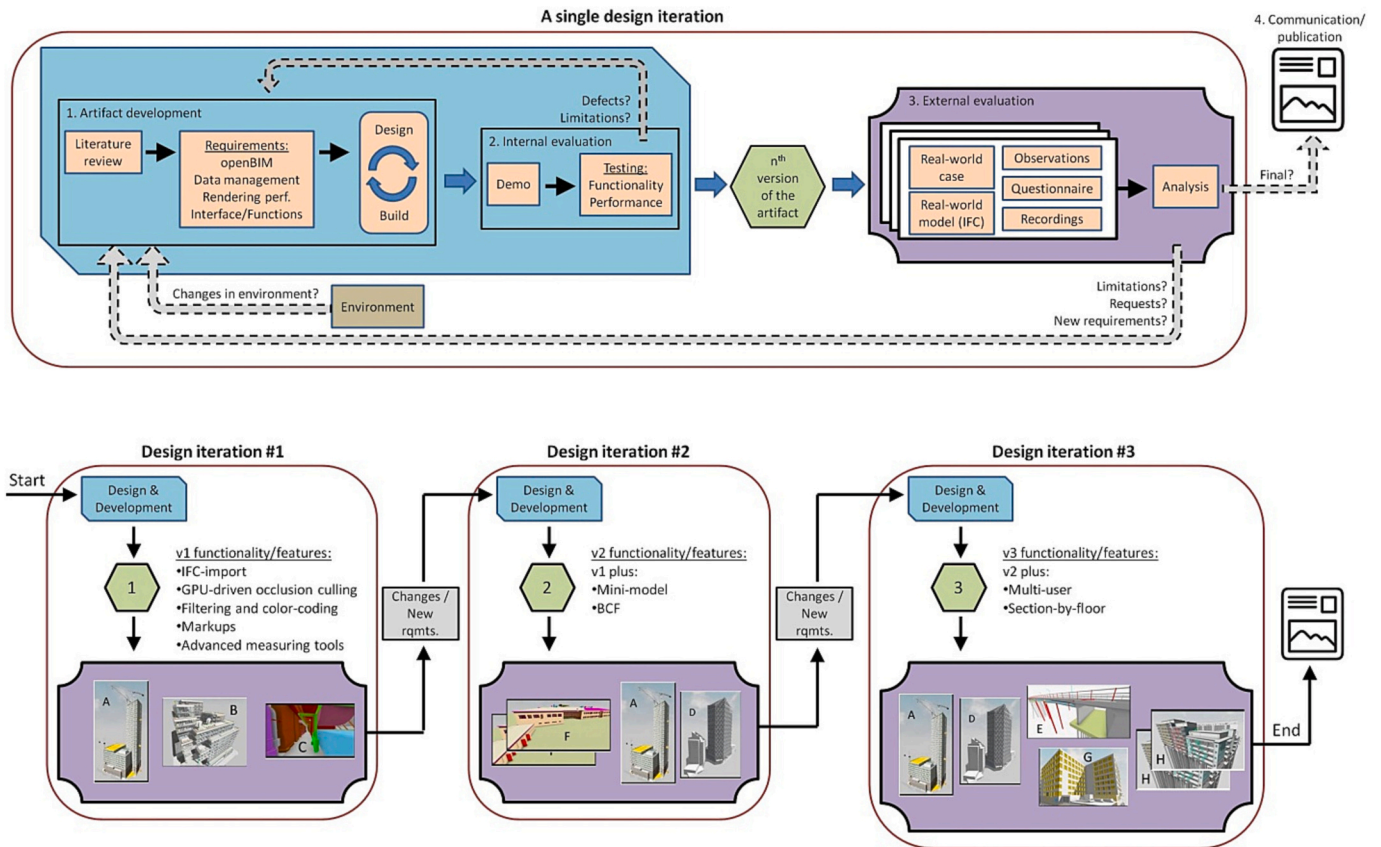 A single design iteration
4. Communication/
publication
1. Artifact development
Literature
review
Requirements:
openBIM
Data management
Rendering perf.
Interface/Functions
Design
Build
Defects?
Limitations?
2. Internal evaluation
Demo
Testing:
Functionality
Performance
nth
version
of the
artifact
3. External evaluation
Real-world
case
Real-world
model (IFC)
Observations
Questionnaire
Recordings
Analysis
Final?
Changes in environment?
Environment
Limitations?
Requests?
New requirements?
Design iteration #1
Start
Design &
Development
1
v1 functionality/features:
•IFC-import
•GPU-driven occlusion culling
•Filtering and color-coding
•Markups
•Advanced measuring tools
A
B
C
Changes /
New
rqmts.
Design iteration #2
Design &
Development
2
v2 functionality/features:
v1 plus:
•Mini-model
•BCF
F
A
D
Changes /
New
rqmts.
Design iteration #3
Design &
Development
3
v3 functionality/features:
v2 plus:
•Multi-user
•Section-by-floor
A
D
E
G
H
H
End